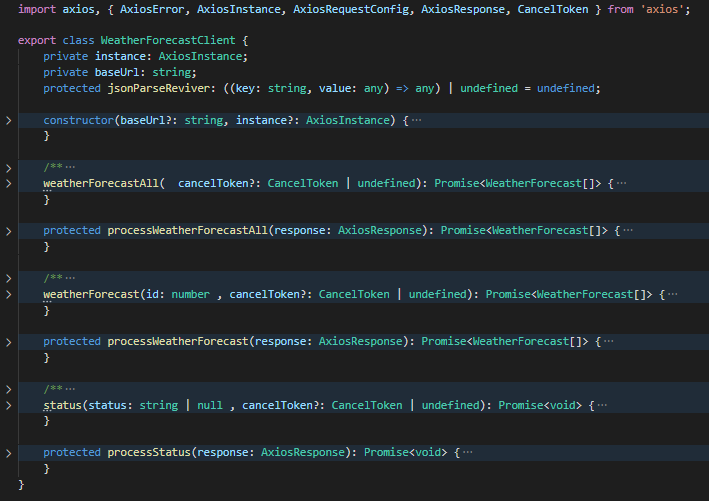 import axios, { AxiosError, AxiosInstance, AxiosRequestConfig, AxiosResponse, CancelToken } from 'axios';
export class WeatherForecastClient {
private instance: AxiosInstance;
private baseUrl: string;
protected jsonParseReviver: ((key: string, value: any) => any) | undefined = undefined;
constructor(baseUrl?: string, instance?: AxiosInstance) {···
}
/**···
weatherForecastAll(  cancelToken?: CancelToken | undefined): Promise<WeatherForecast[]> {···
}
protected processWeatherForecastAll(response: AxiosResponse): Promise<WeatherForecast[]> {···
}
/**···
weatherForecast(id: number , cancelToken?: CancelToken | undefined): Promise<WeatherForecast[]> {···
}
protected processWeatherForecast(response: AxiosResponse): Promise<WeatherForecast[]> {···
}
/**···
status(status: string | null , cancelToken?: CancelToken | undefined): Promise<void> {···
}
protected processStatus(response: AxiosResponse): Promise<void> {···
}
}